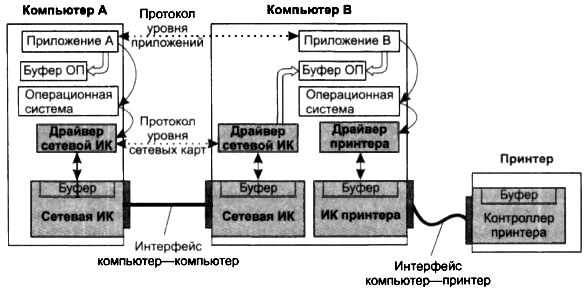 Компьютер A
Протокол
уровня
приложений
Компьютер B
Приложение A
Приложение B
Буфер ОП
Буфер ОП
Операционная
система
Операционная
система
Протокол
уровня
сетевых карт
Драйвер
сетевой ИК
Драйвер
сетевой ИК
Драйвер
принтера
Принтер
Буфер
Сетевая ИК
Буфер
Сетевая ИК
Буфер
ИК принтера
Буфер
Контроллер
принтера
Интерфейс
компьютер—компьютер
Интерфейс
компьютер—принтер